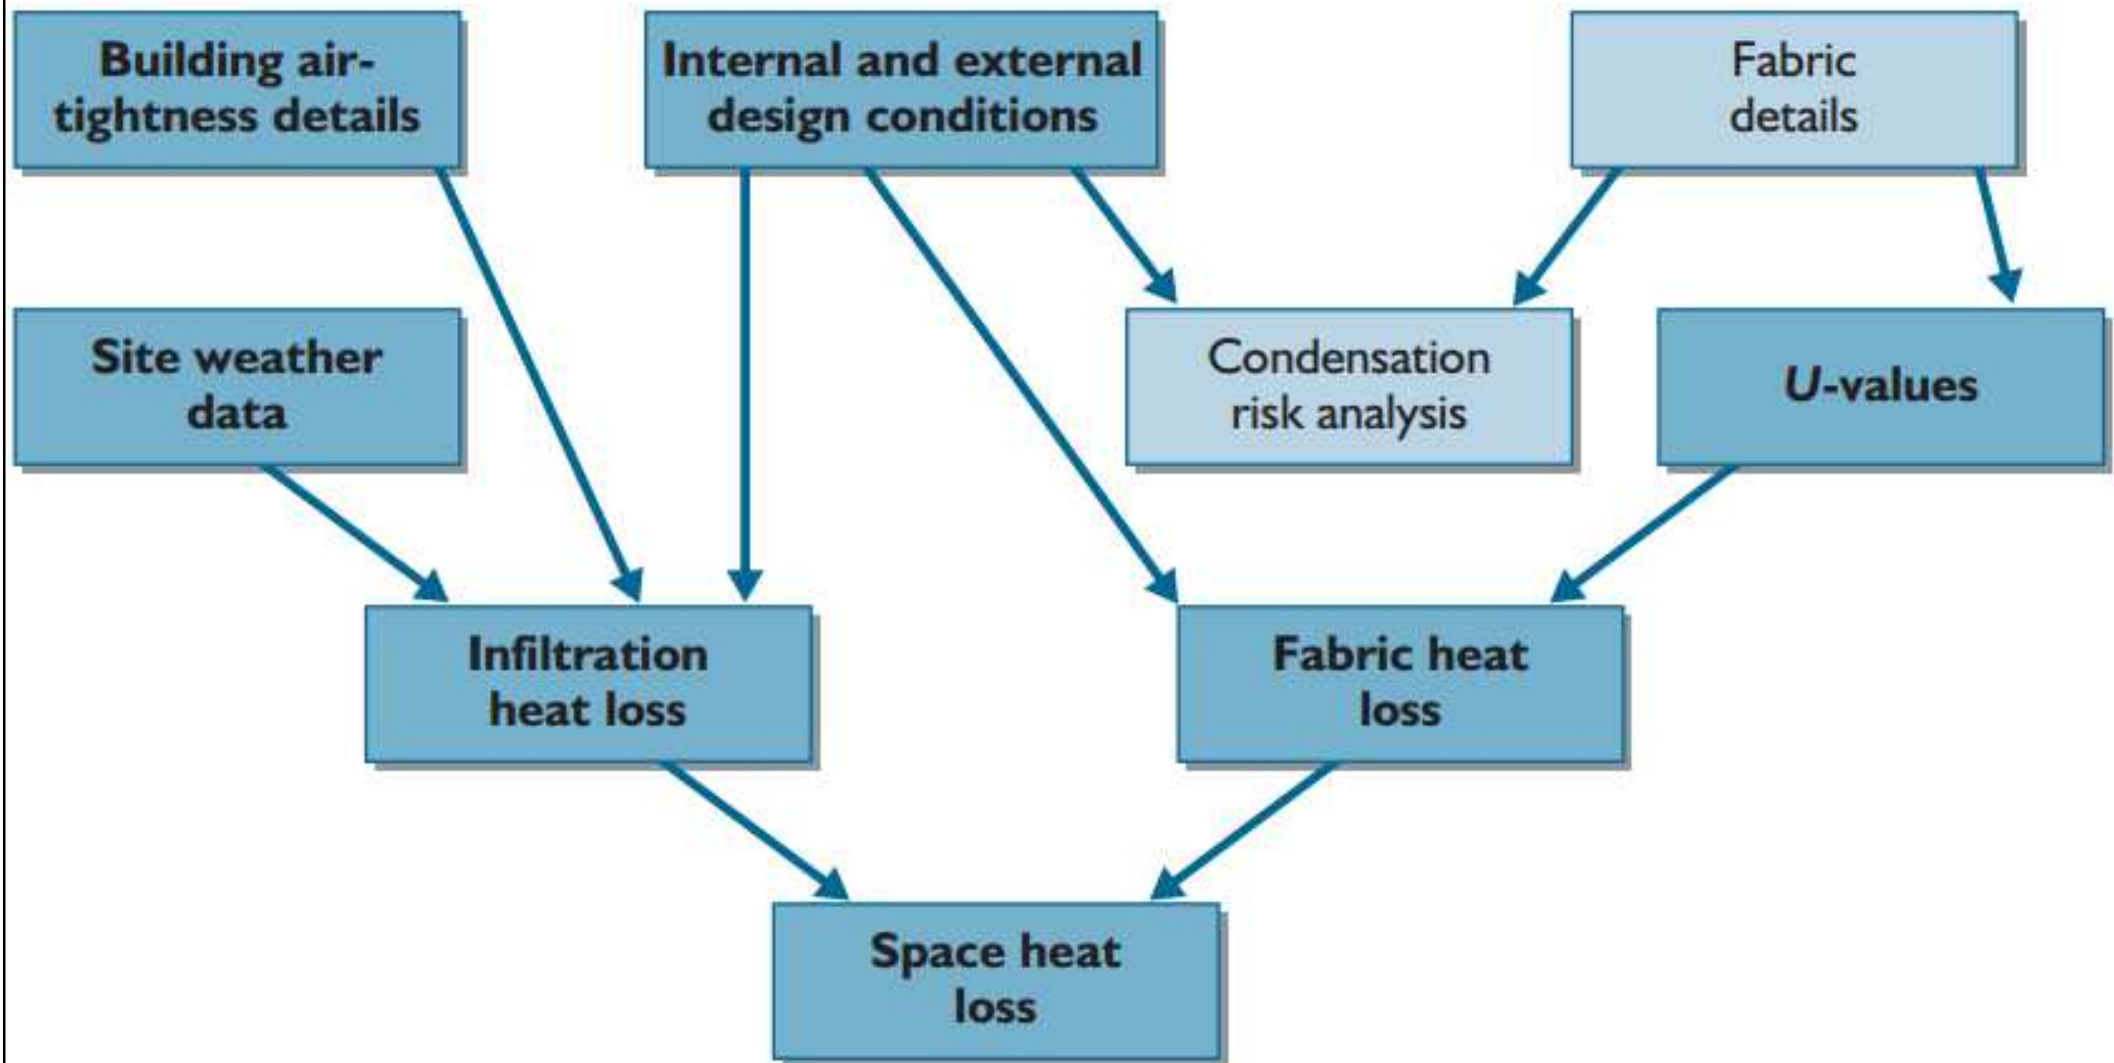 Building air-
tightness details
Internal and external
design conditions
Fabric
details
Site weather
data
Condensation
risk analysis
U-values
Infiltration
heat loss
Fabric heat
loss
Space heat
loss